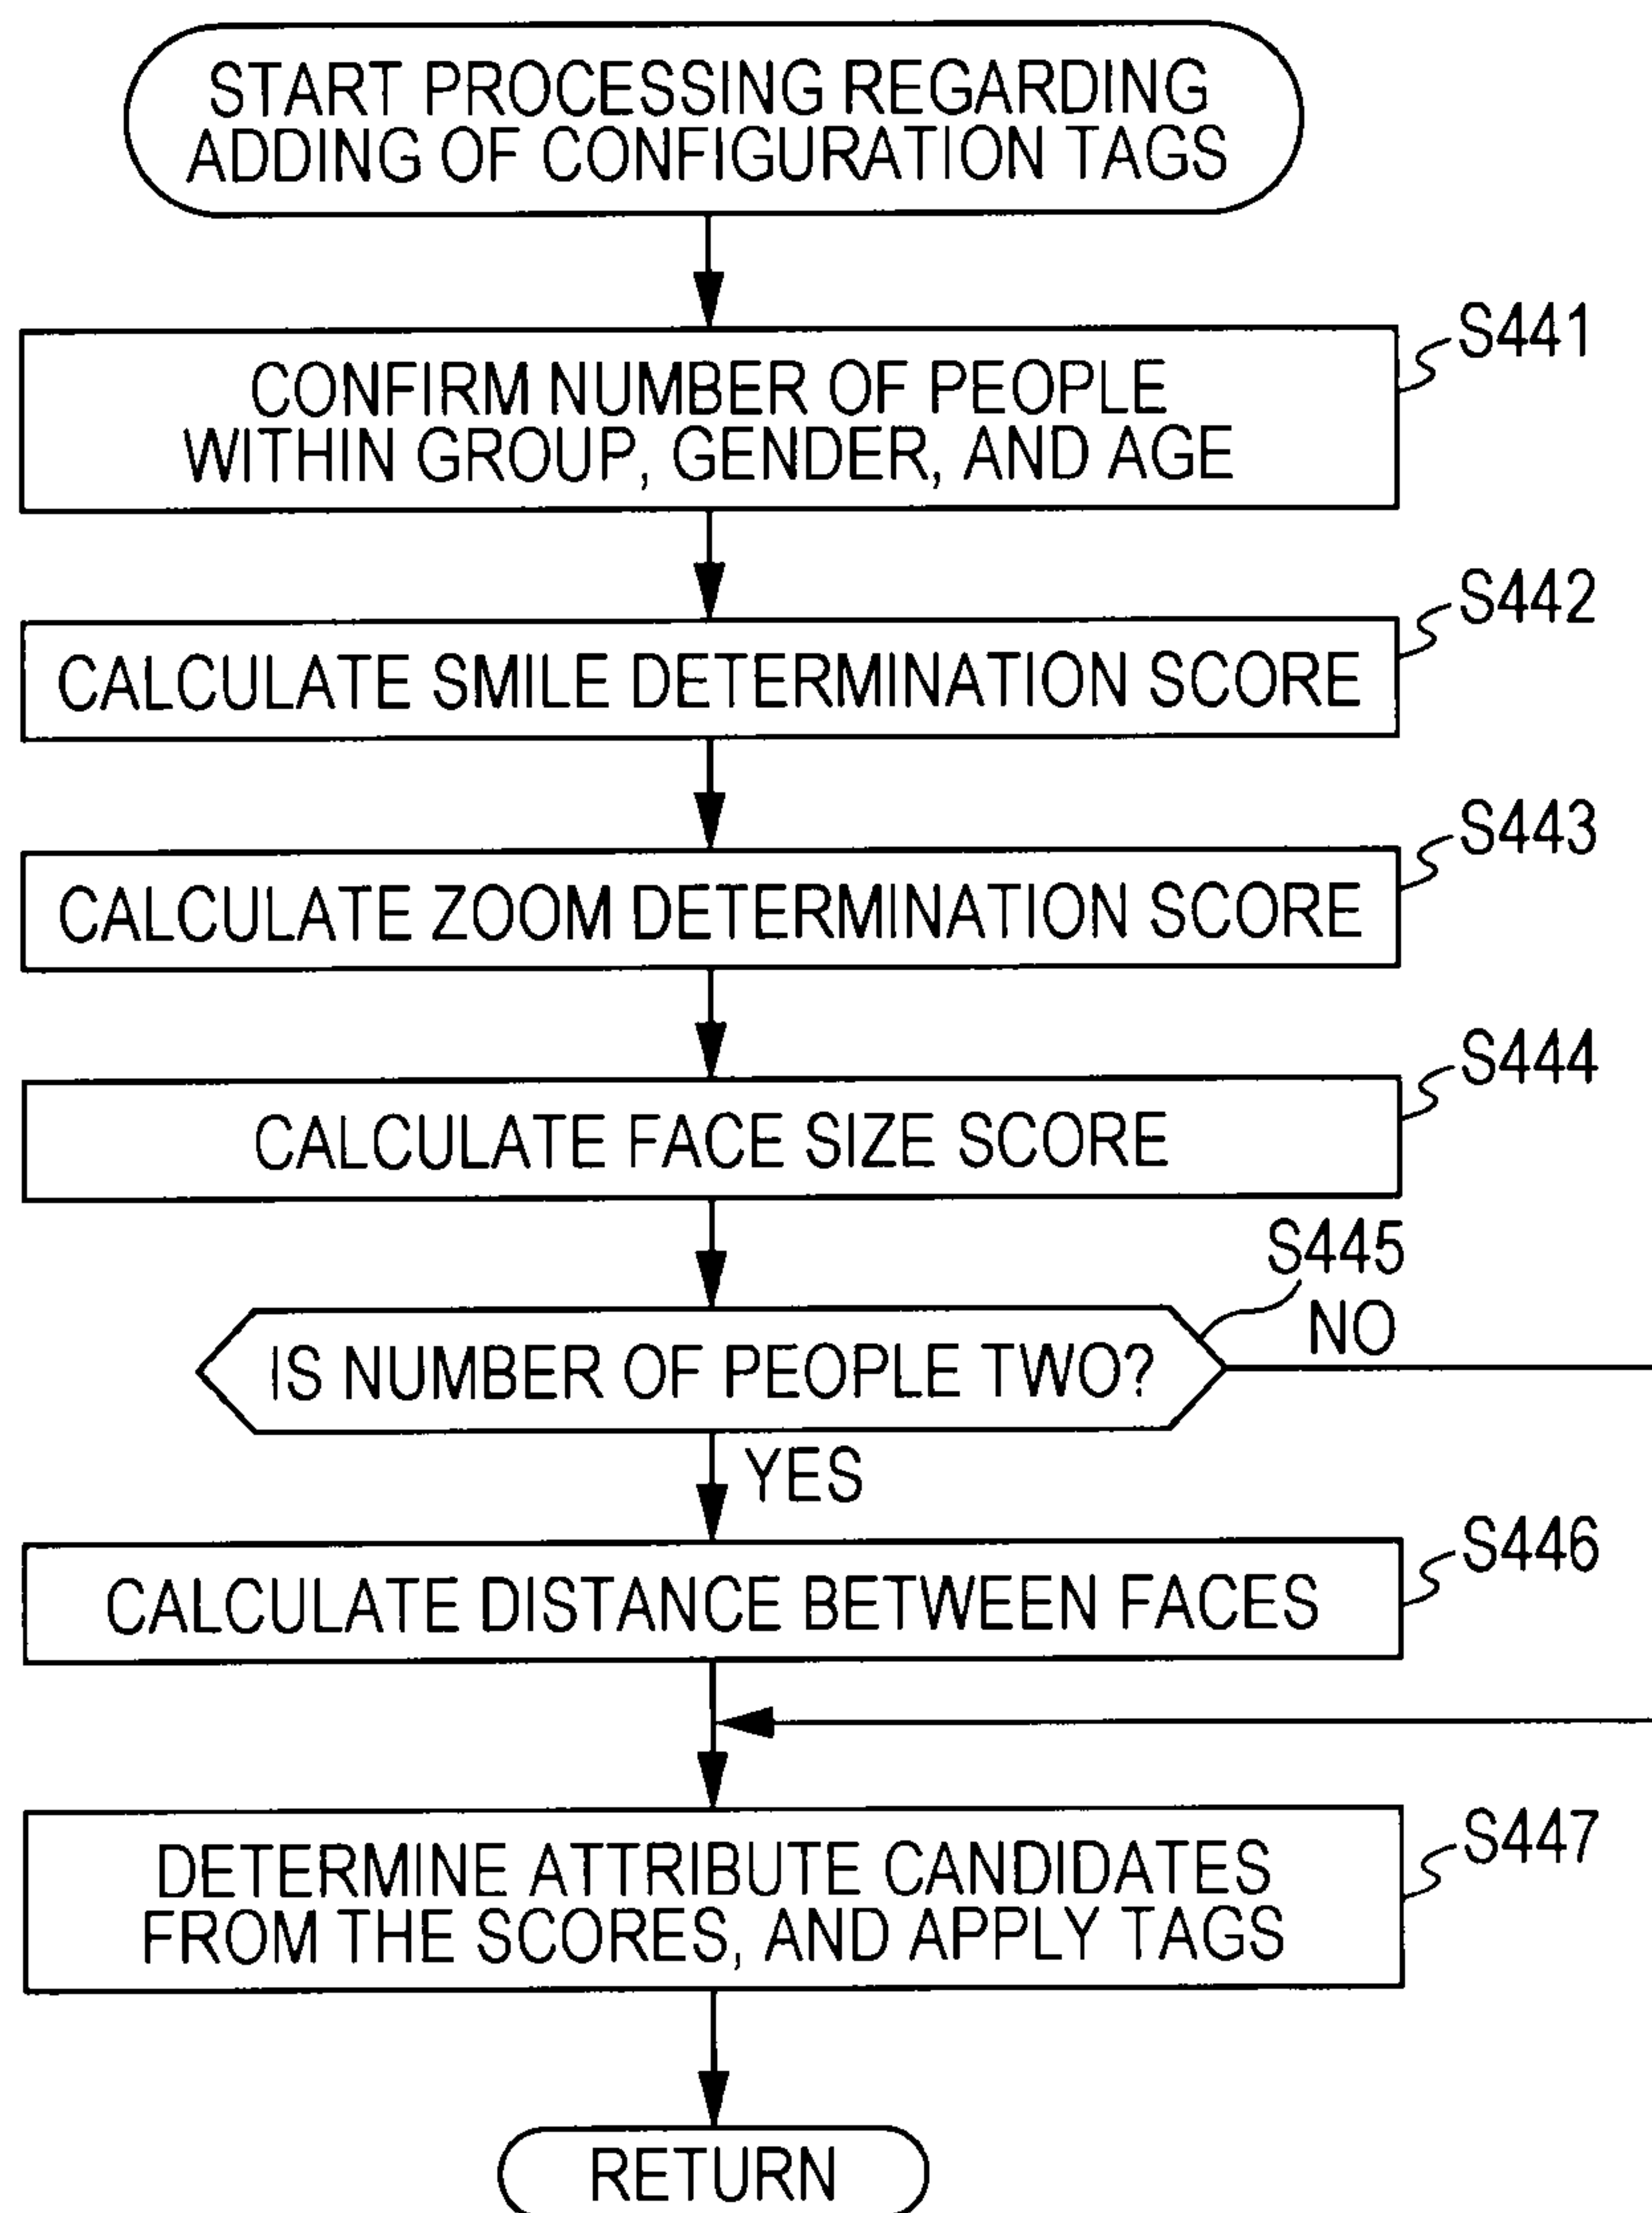 START PROCESSING REGARDING
ADDING OF CONFIGURATION TAGS
S441
CONFIRM NUMBER OF PEOPLE
WITHIN GROUP, GENDER, AND AGE
S442
CALCULATE SMILE DETERMINATION SCORE
S443
CALCULATE ZOOM DETERMINATION SCORE
S444
CALCULATE FACE SIZE SCORE
S445
NO
IS NUMBER OF PEOPLE TWO?
YES
S446
CALCULATE DISTANCE BETWEEN FACES
S447
DETERMINE ATTRIBUTE CANDIDATES
FROM THE SCORES, AND APPLY TAGS
RETURN